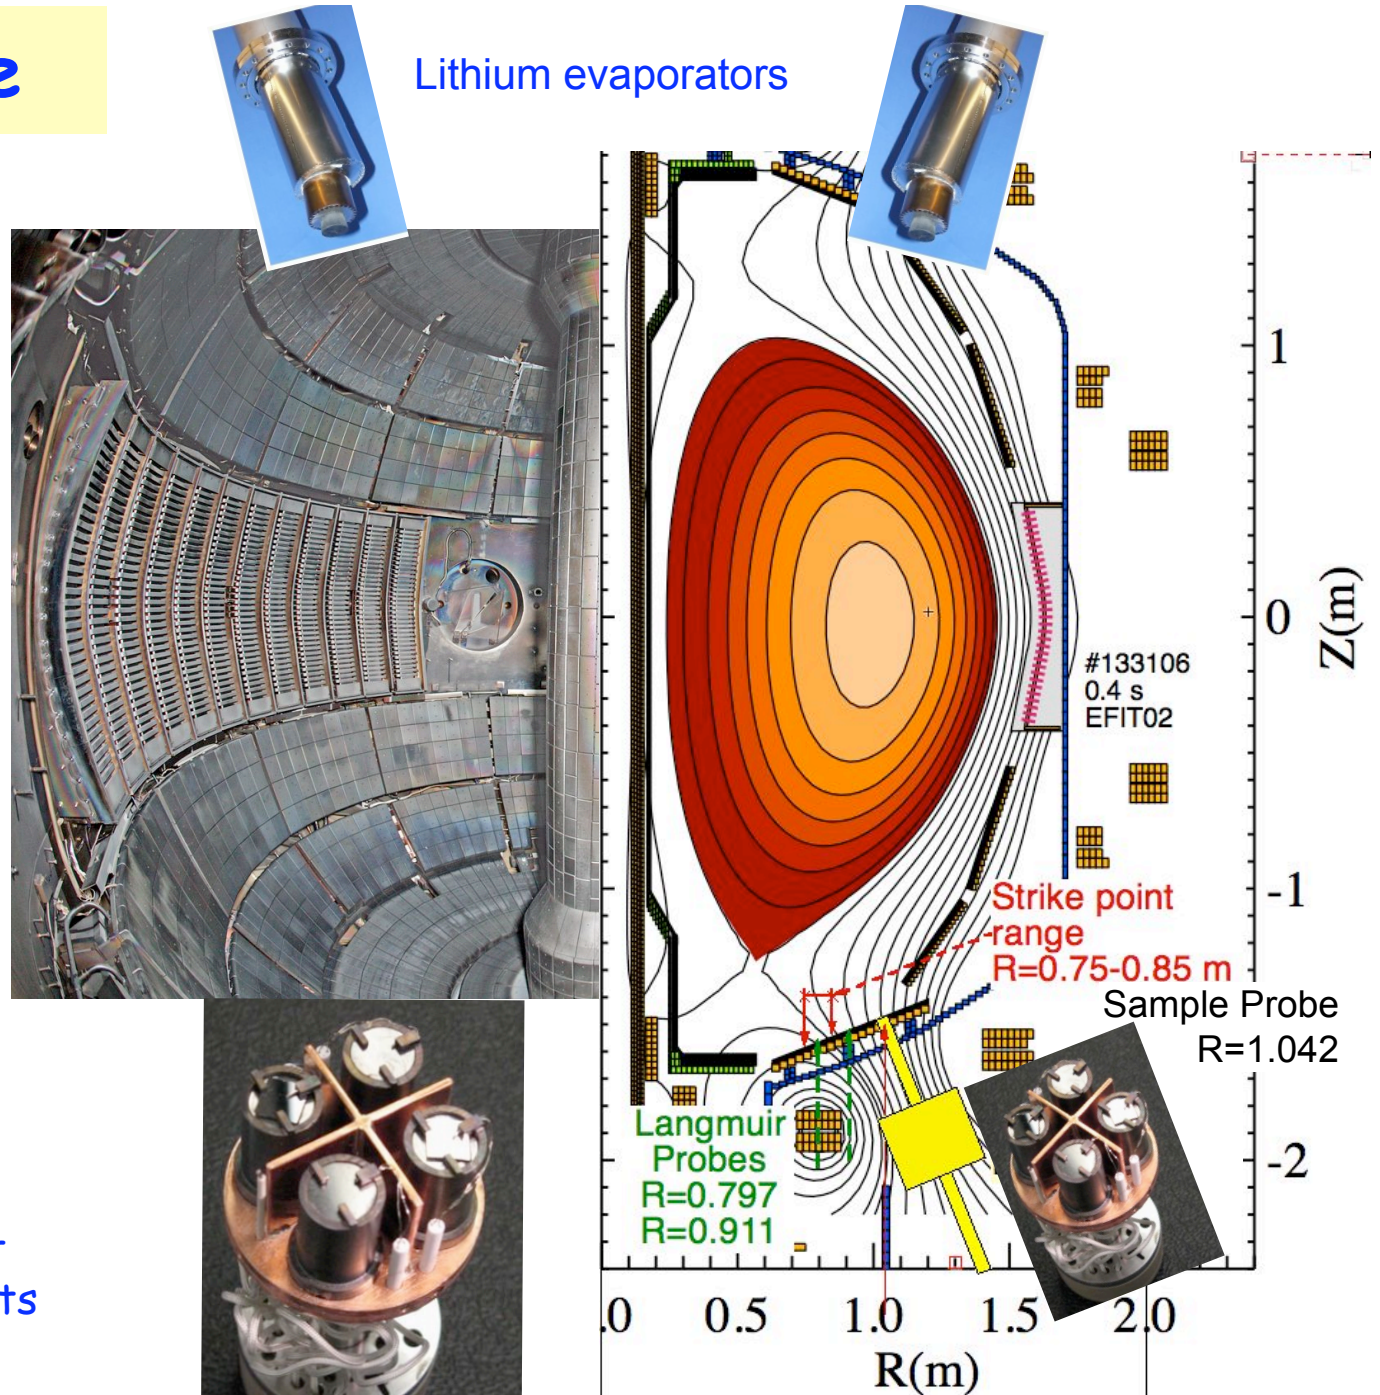 e
Lithium evaporators
1
0
-1
-2
Z(m)
#133106
0.4 s
EFIT02
Strike point
range
R=0.75-0.85 m
Sample Probe
R=1.042
Langmuir
Probes
R=0.797
R=0.911
ts
.0 0.5 1.0 1.5 2.0
R(m)